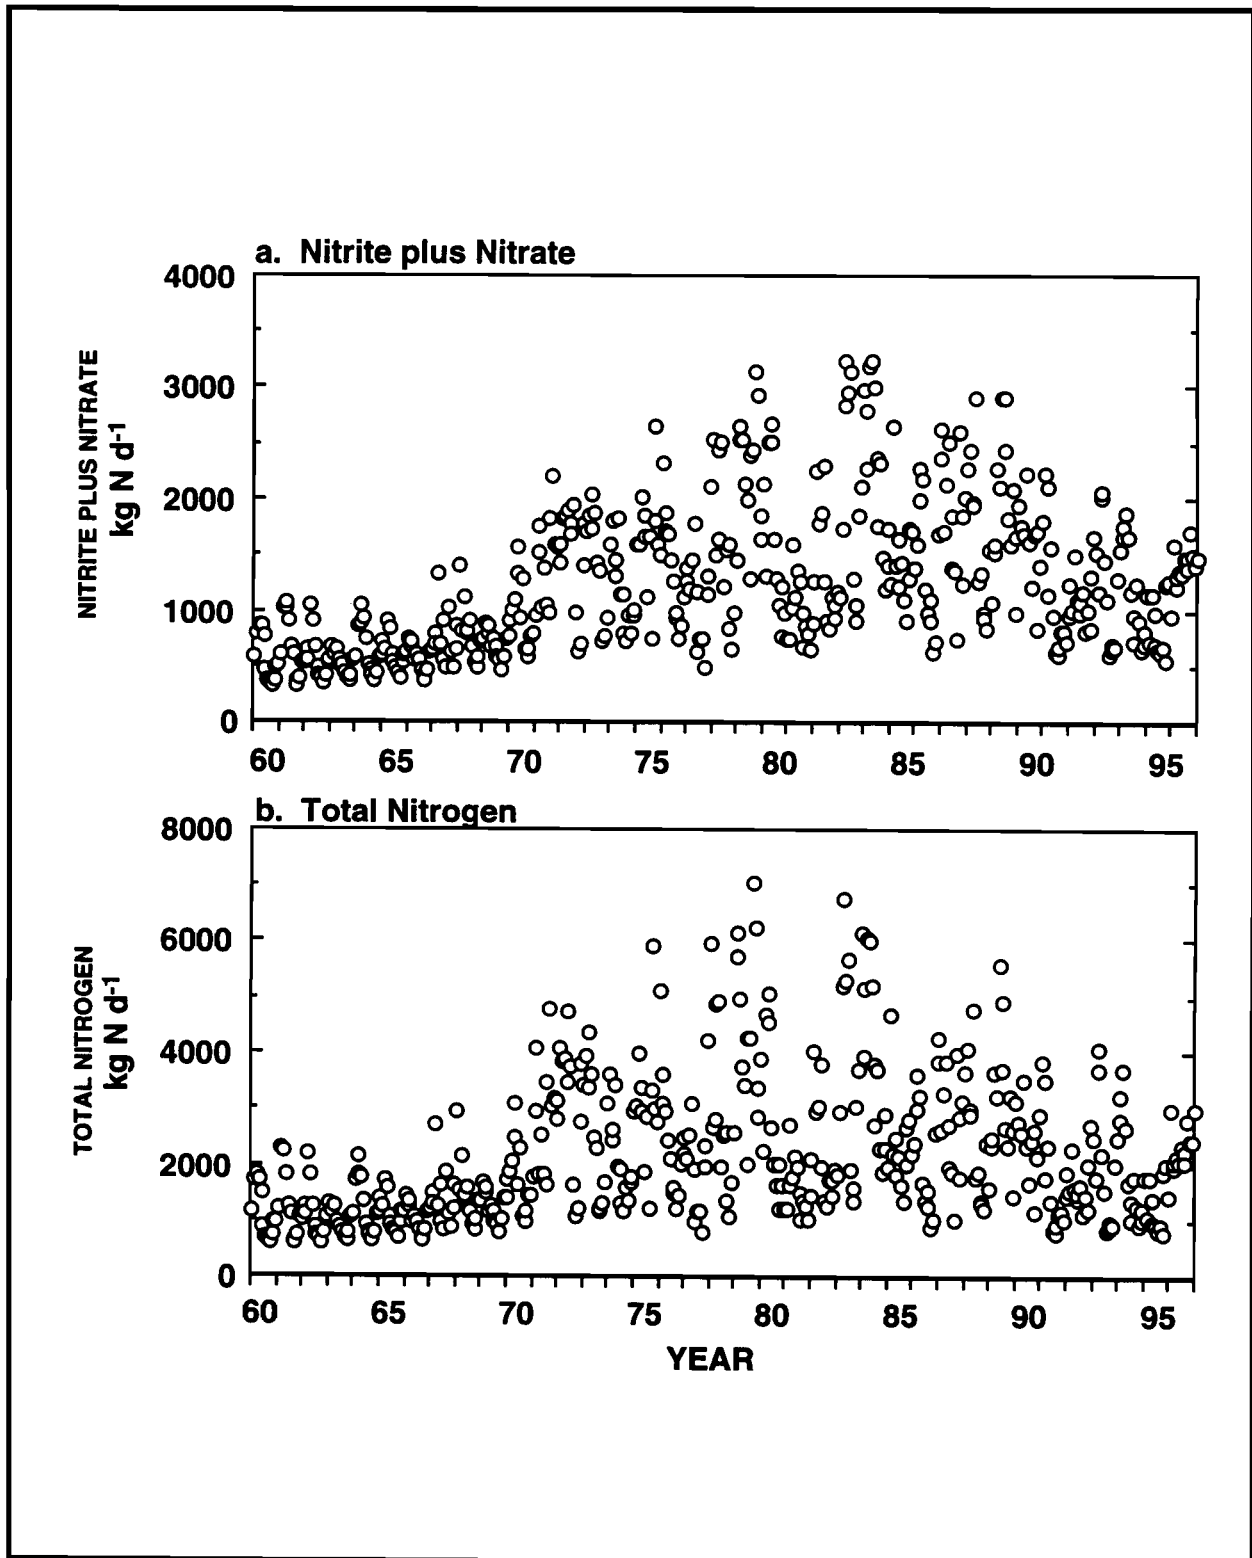 a. Nitrite plus Nitrate
4000
3000
2000
1000
0
NITRITE PLUS NITRATE
kg N d-1
60 65 70 75 80 85 90 95
b. Total Nitrogen
8000
6000
4000
2000
0
TOTAL NITROGEN
kg N d-1
60 65 70 75 80 85 90 95
YEAR